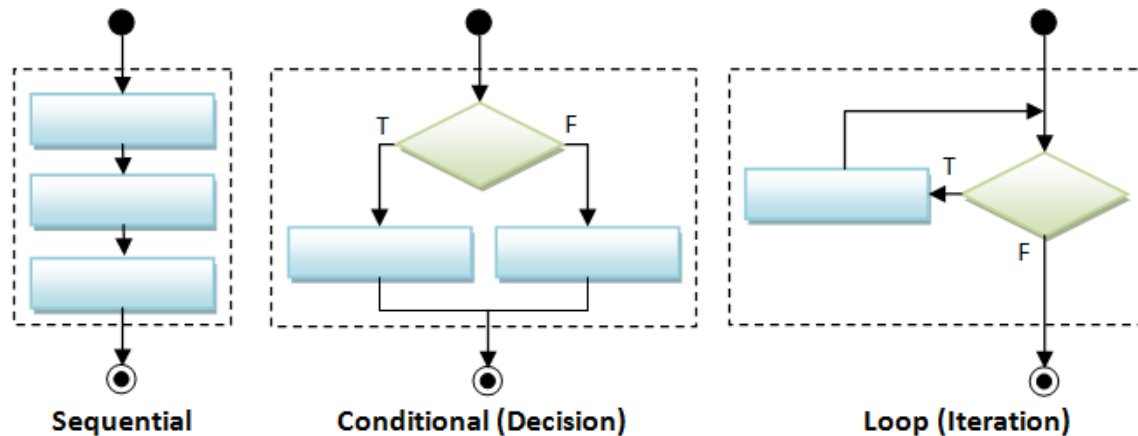 T
F
T
F
Sequential
Conditional (Decision)
Loop (Iteration)